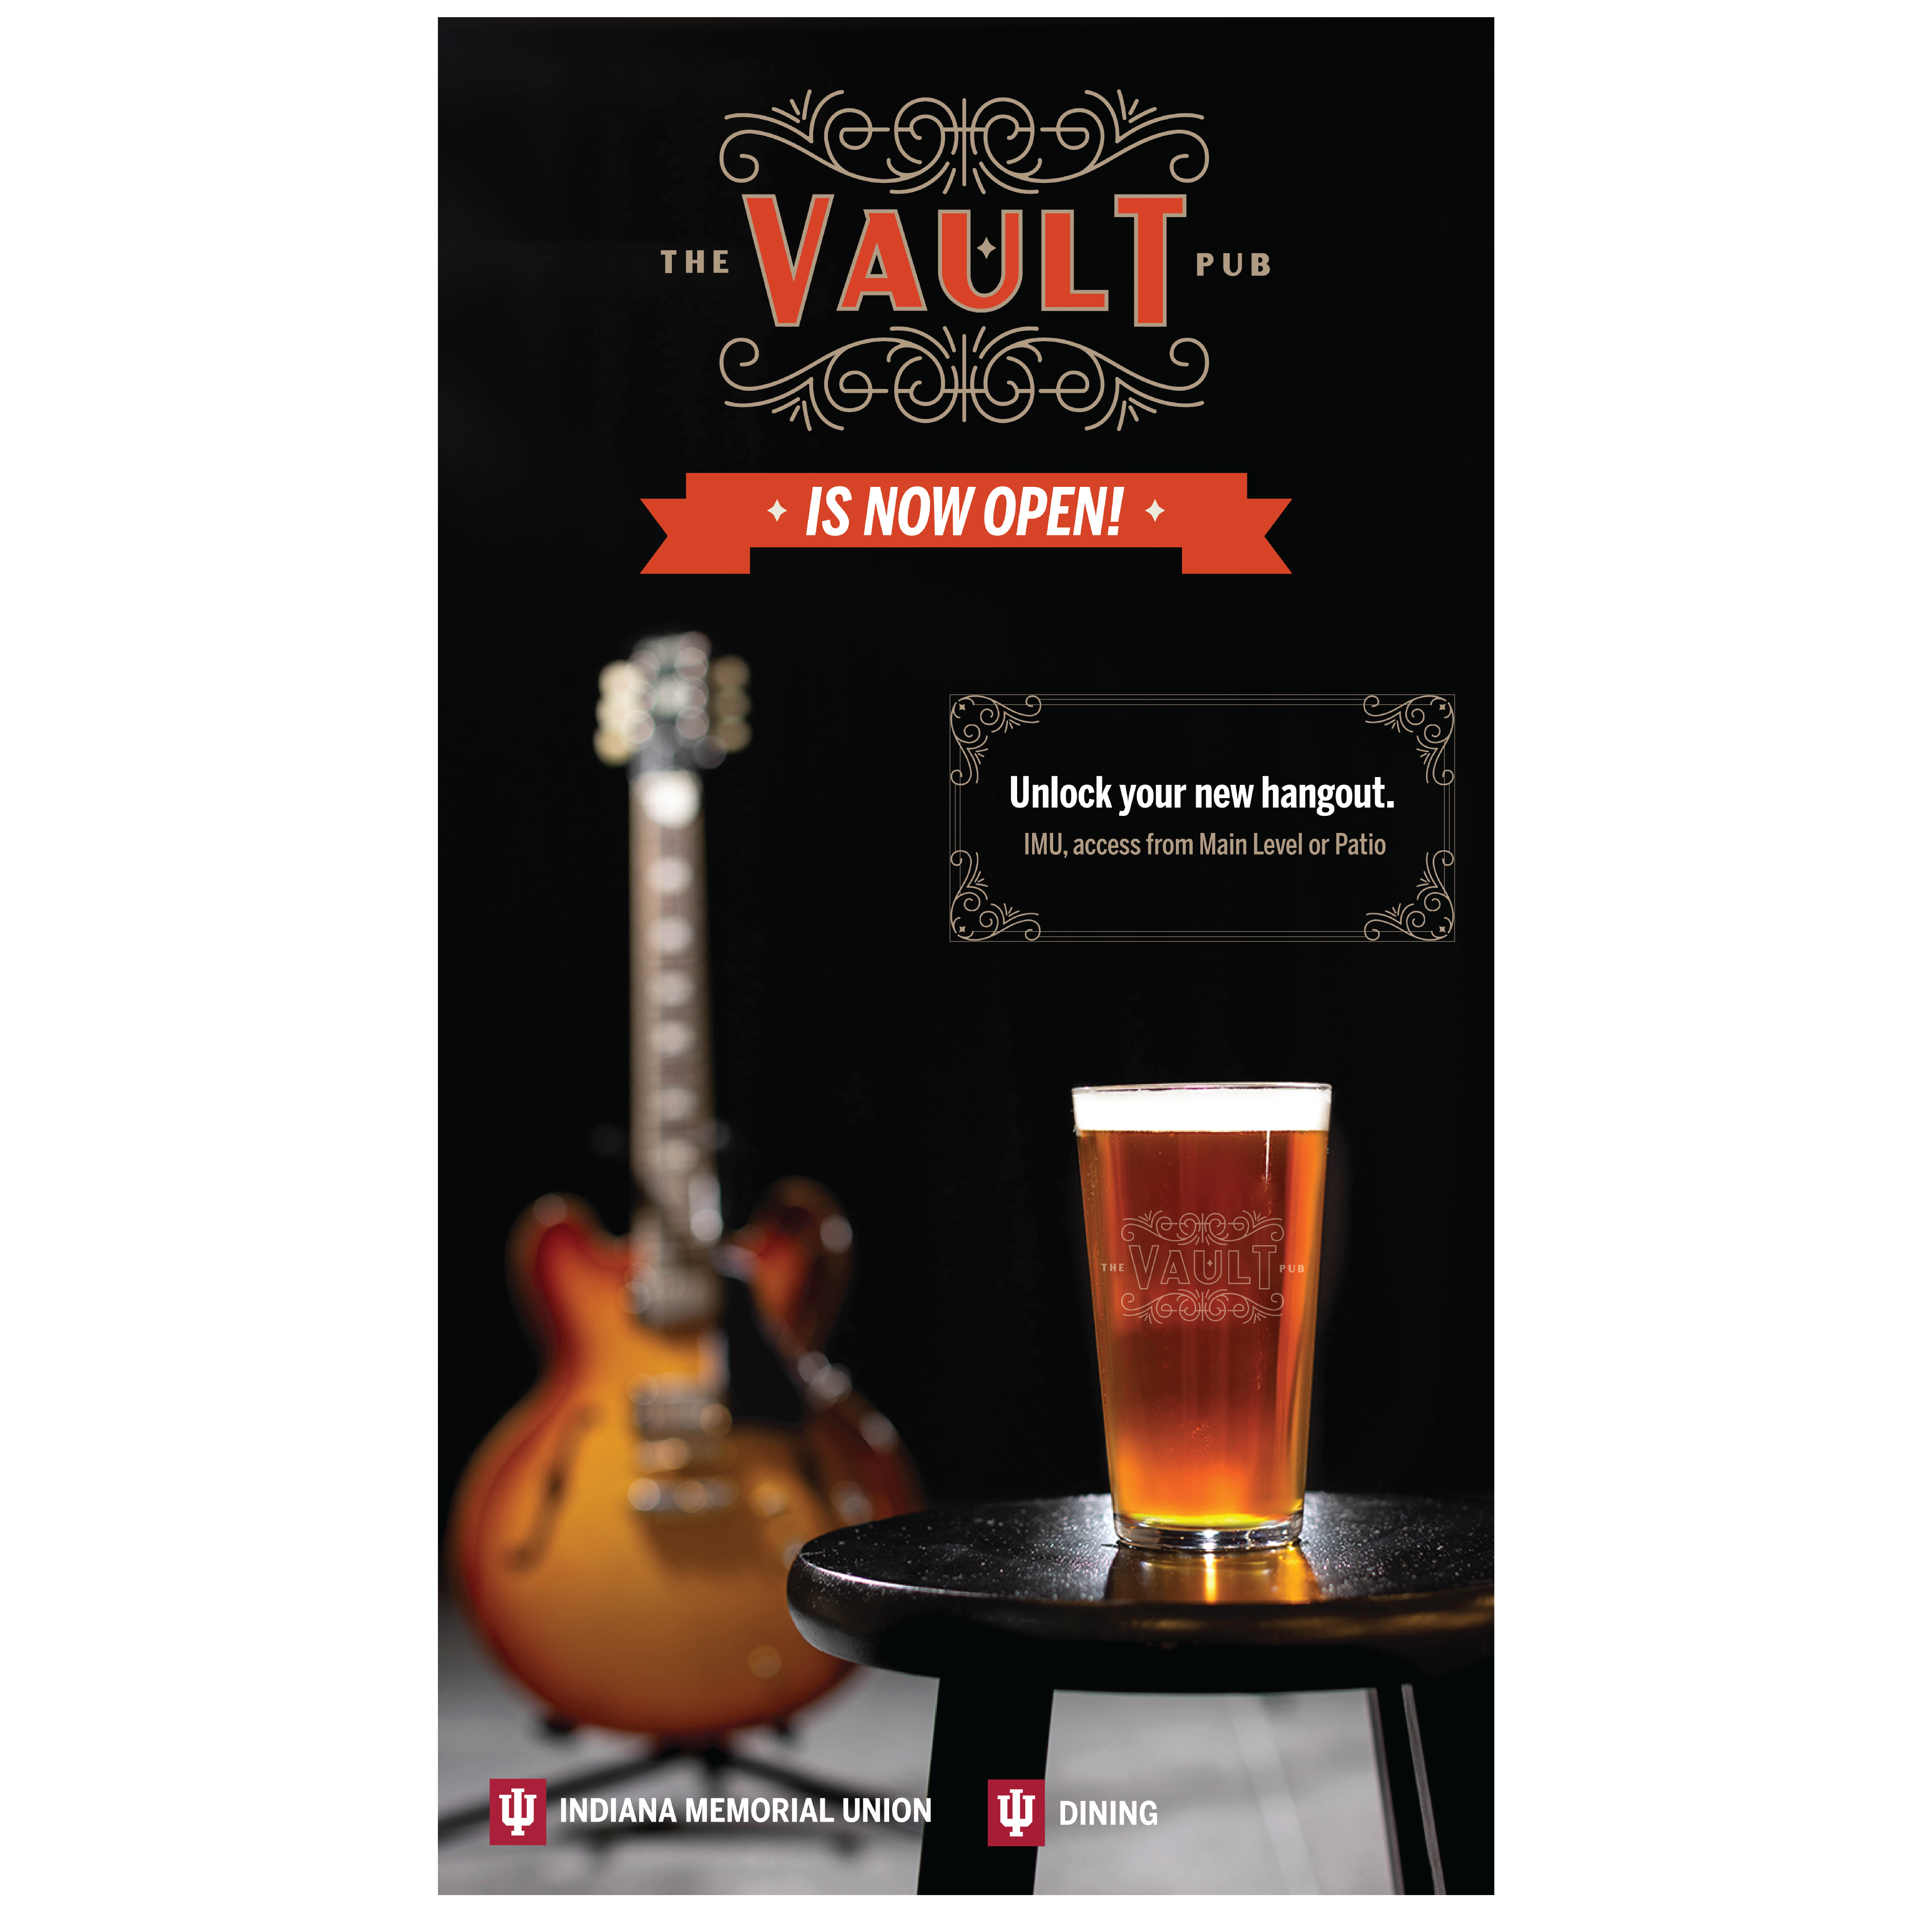 THE VAULT PUB
IS NOW OPEN!
Unlock your new hangout.
IMU, access from Main Level or Patio
THE VAULT PUB
INDIANA MEMORIAL UNION
DINING